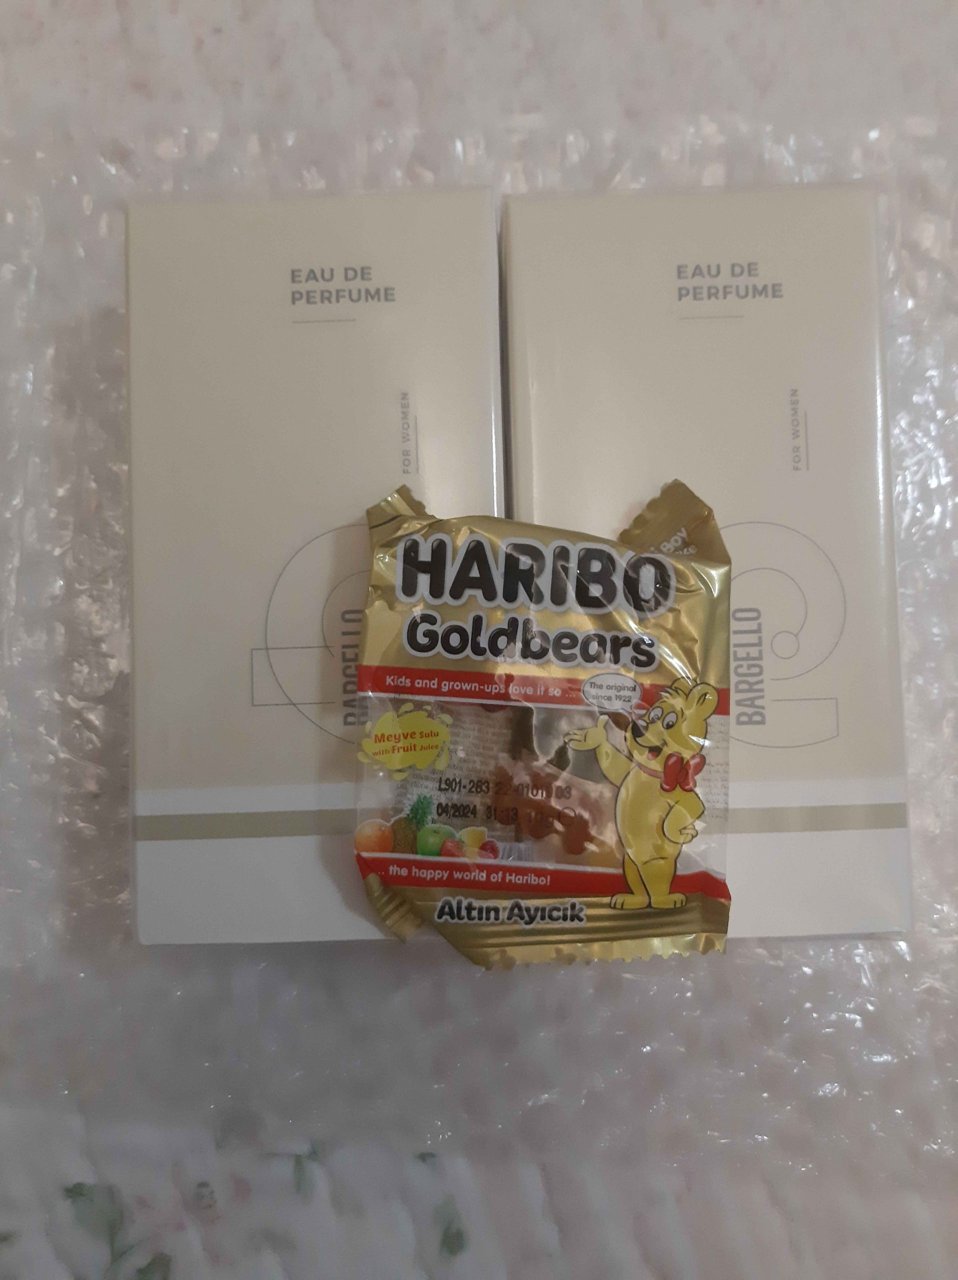 EAU DE
PERFUME
FOR WOMEN
BARGELLO
EAU DE
PERFUME
FOR WOMEN
BARGELLO
HARIBO
Goldbears
Kids and grown-ups love it so ...
The original
since 1922
Meyve Sulu
with Fruit Juice
L901-263
04/2024
... the happy world of Haribo!
Altın Ayıcık